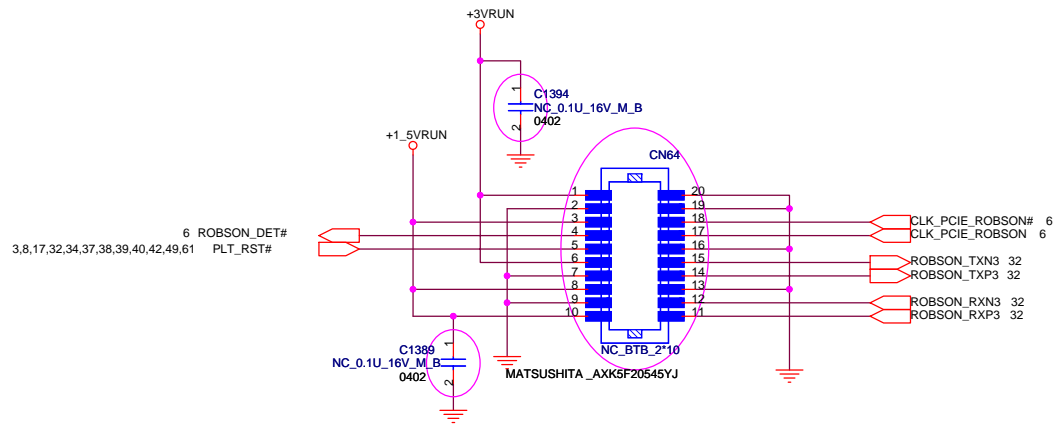 +3VRUN
1
C1394
NC_0.1U_16V_M_B
2
0402
+1_5VRUN
CN64
1 20
2 19
3 18 CLK_PCIE_ROBSON# 6
6 ROBSON_DET# 4 17 CLK_PCIE_ROBSON 6
3,8,17,32,34,37,38,39,40,42,49,61 PLT_RST# 5 16
6 15 ROBSON_TXN3 32
7 14 ROBSON_TXP3 32
8 13
9 12 ROBSON_RXN3 32
10 11 ROBSON_RXP3 32
1
C1389
NC_0.1U_16V_M_B
2
0402
NC_BTB_2*10
MATSUSHITA _AXK5F20545YJ